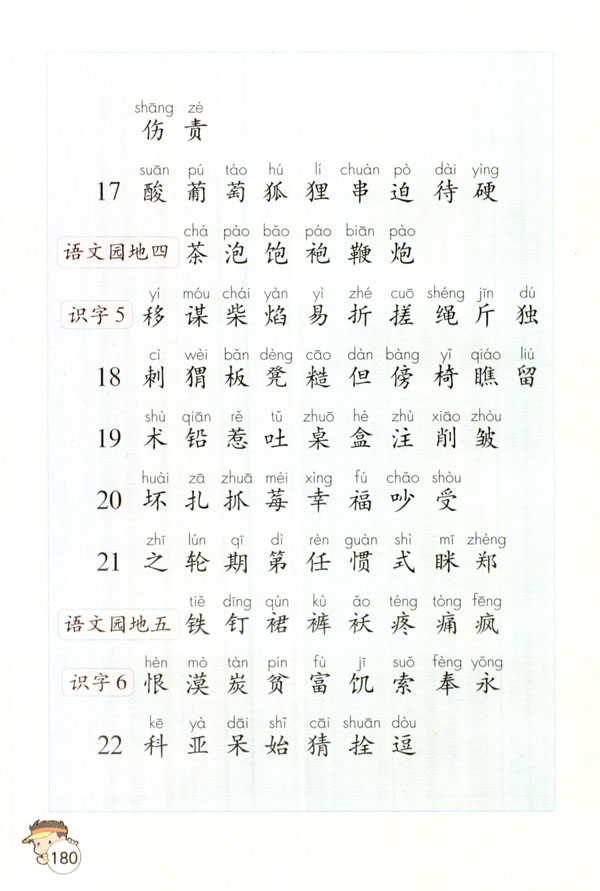 shāng zé
伤 责
suān pú táo hú lí chuàn pò dài yìng
17 酸 葡 萄 狐 狸 串 迫 待 硬
chá pào bǎo páo biān pào
语文园地四 茶 泡 饱 袍 鞭 炮
yí móu chái yàn yì zhé cuō shéng jīn dú
识字 5 移 谋 柴 焰 易 折 搓 绳 斤 独
cì wèi bǎn dèng cāo dàn bàng yǐ qiáo liú
18 刺 猬 板 凳 糙 但 傍 椅 瞧 留
shù qiān rě tǔ zhuō hé zhù xiāo zhòu
19 术 铅 惹 吐 桌 盒 注 削 皱
huài zā zhuā méi xìng fú chǎo shòu
20 坏 扎 抓 莓 幸 福 吵 受
zhī lún qī dì rèn guàn shì mī zhèng
21 之 轮 期 第 任 惯 式 眯 郑
tiě dīng qún kù ǎo téng tòng fēng
语文园地五 铁 钉 裙 裤 袄 疼 痛 疯
hèn mò tàn pín fù jī suǒ fèng yǒng
识字 6 恨 漠 炭 贫 富 饥 索 奉 永
kē yà dāi shǐ cāi shuān dòu
22 科 亚 呆 始 猜 拴 逗
180